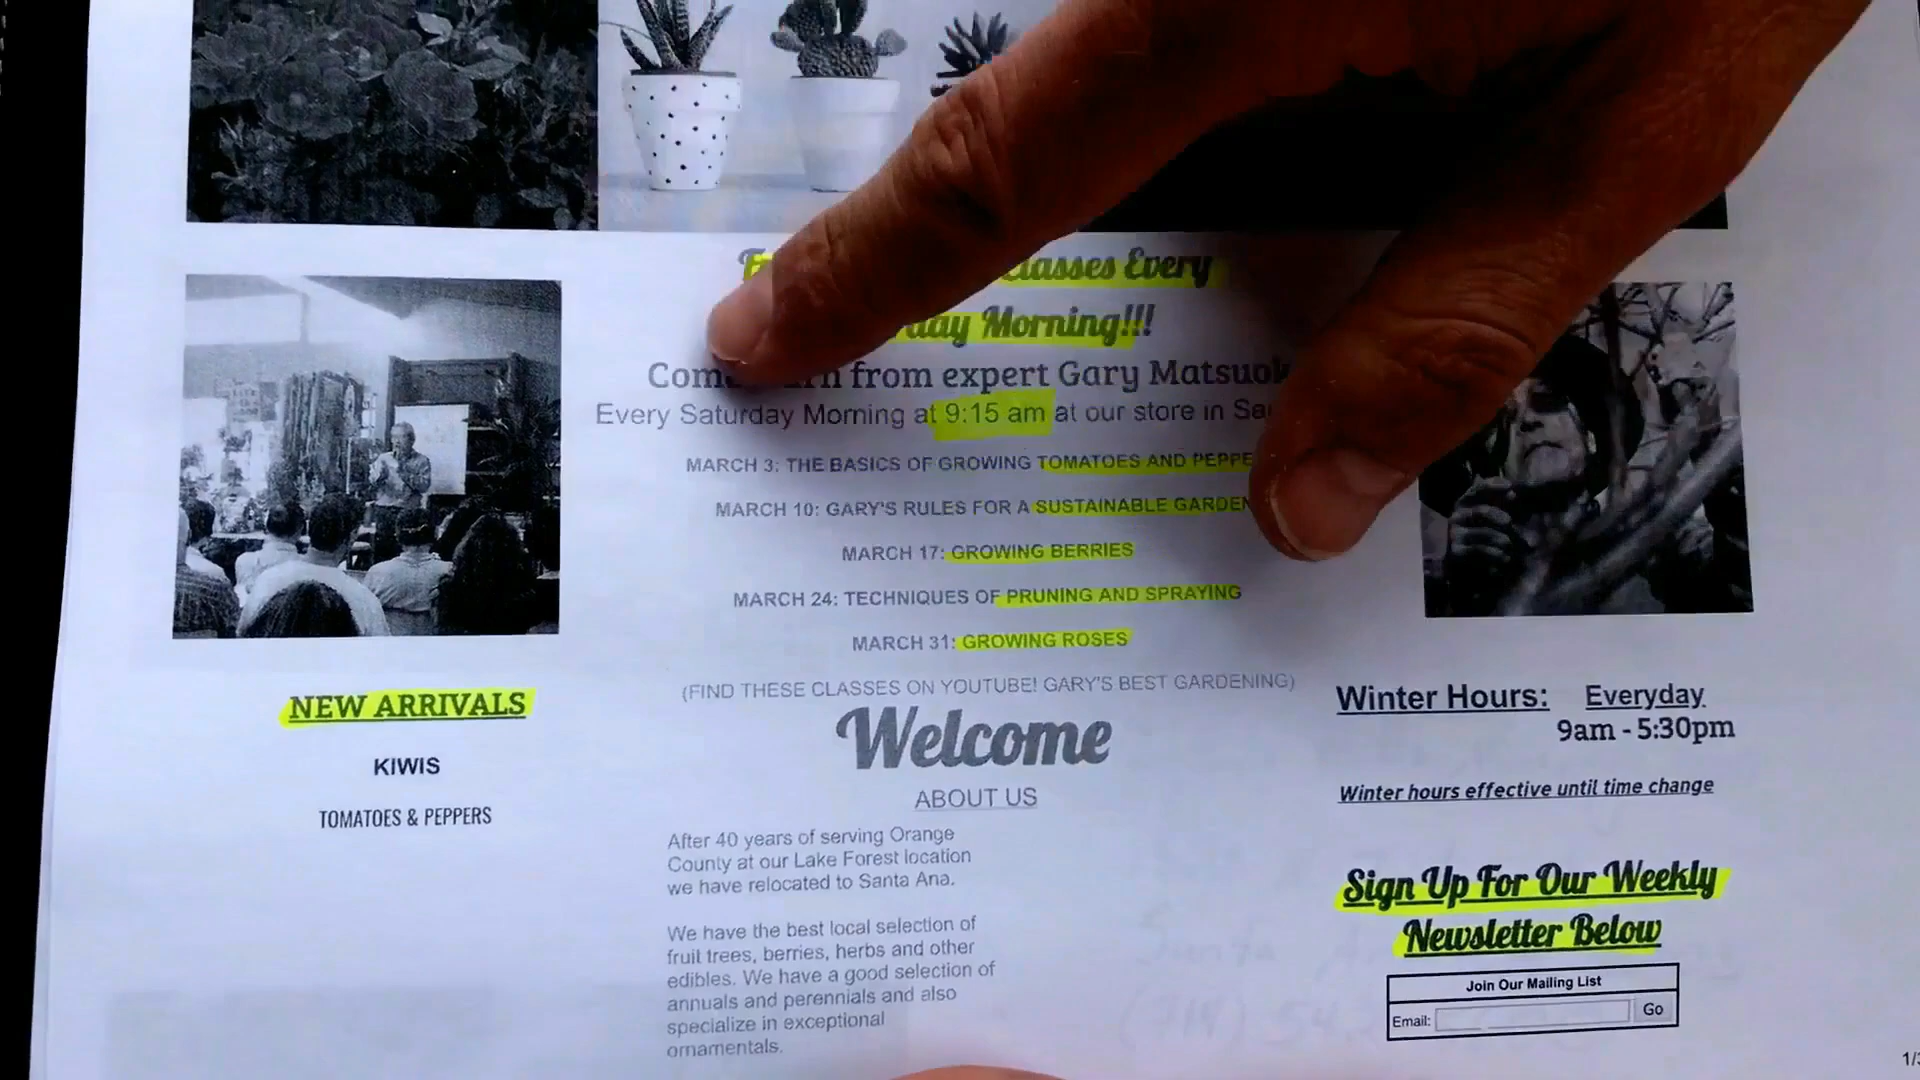 Classes Every
Morning!!!
from expert Gary
Every Saturday Morning at 9:15 am at our store in
MARCH 3: THE BASICS OF GROWING TOMATOES AND
MARCH 10: GARY'S RULES FOR A SUSTAINABLE
MARCH 17: GROWING BERRIES
MARCH 24: TECHNIQUES OF PRUNING AND SPRAYING
MARCH 31: GROWING ROSES
(FIND THESE CLASSES ON YOUTUBE! GARY'S BEST GARDENING)
NEW ARRIVALS
KIWIS
TOMATOES & PEPPERS
Welcome
ABOUT US
After 40 years of serving Orange
County at our Lake Forest location
we have relocated to Santa Ana.
We have the best local selection of
fruit trees, berries, herbs and other
edibles. We have a good selection of
annuals and perennials and also
specialize in exceptional
ornamentals.
Winter Hours: Everyday
9am - 5:30pm
Winter hours effective until time change
Sign Up For Our Weekly
Newsletter Below
Join Our Mailing List
Email: Go